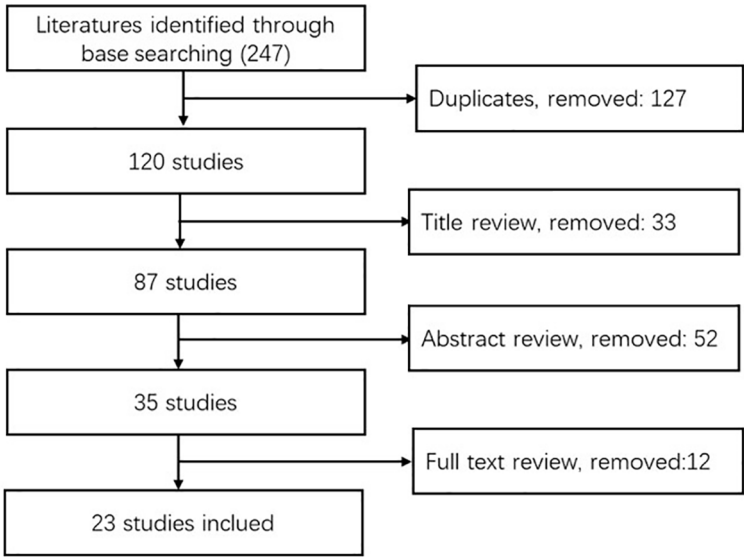 Literatures identified through
base searching (247)
Duplicates, removed: 127
120 studies
Title review, removed: 33
87 studies
Abstract review, removed: 52
35 studies
Full text review, removed:12
23 studies inclued